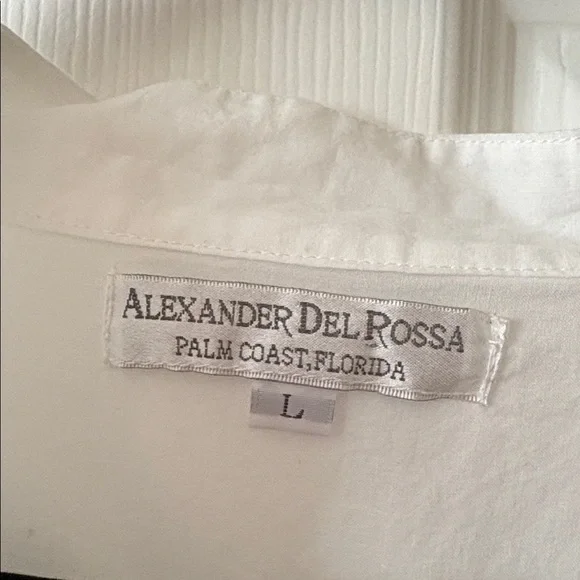 ALEXANDER DEL ROSSA
PALM COAST, FLORIDA
L